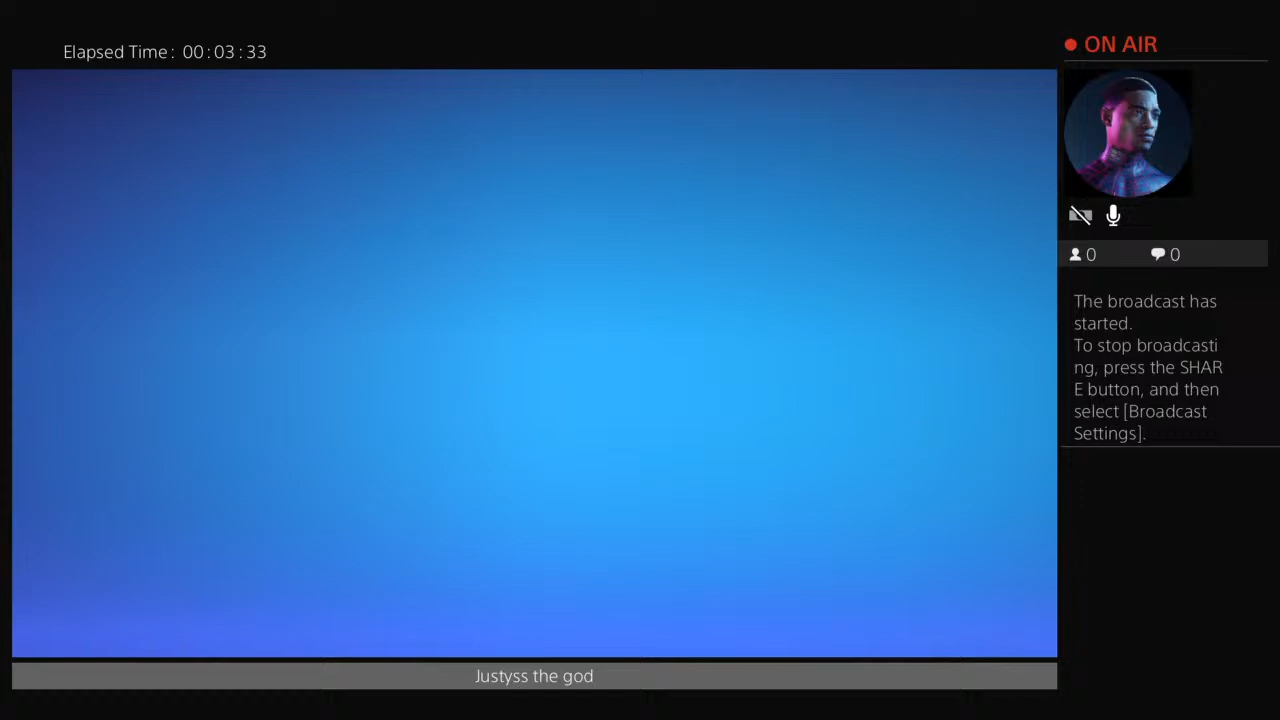 Elapsed Time: 00:03:33
ON AIR
0 0
The broadcast has
started.
To stop broadcasti
ng, press the SHAR
E button, and then
select [Broadcast
Settings].
Justyss the god